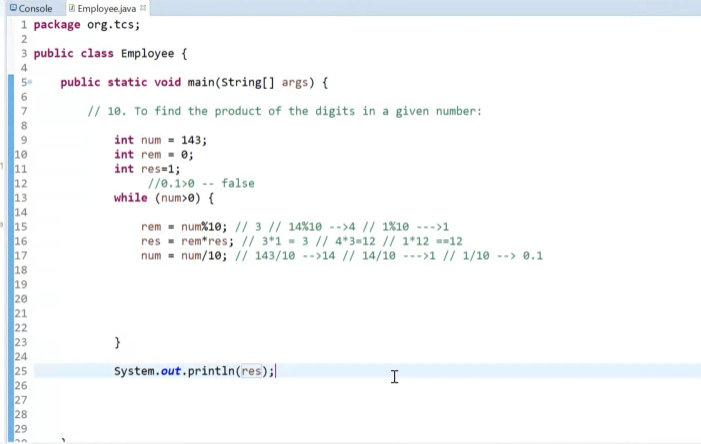 Console Employee.java
1 package org.tcs;
2
3 public class Employee {
4
5 public static void main(String[] args) {
6
7 // 10. To find the product of the digits in a given number:
8
9 int num = 143;
10 int rem = 0;
11 int res=1;
12 //0.1>0 -- false
13 while (num>0) {
14
15 rem = num%10; // 3 // 14%10 -->4 // 1%10 --->1
16 res = rem*res; // 3*1 = 3 // 4*3=12 // 1*12 ==12
17 num = num/10; // 143/10 -->14 // 14/10 --->1 // 1/10 --> 0.1
18
19
20
21
22
23 }
24
25 System.out.println(res);
26
27
28
29